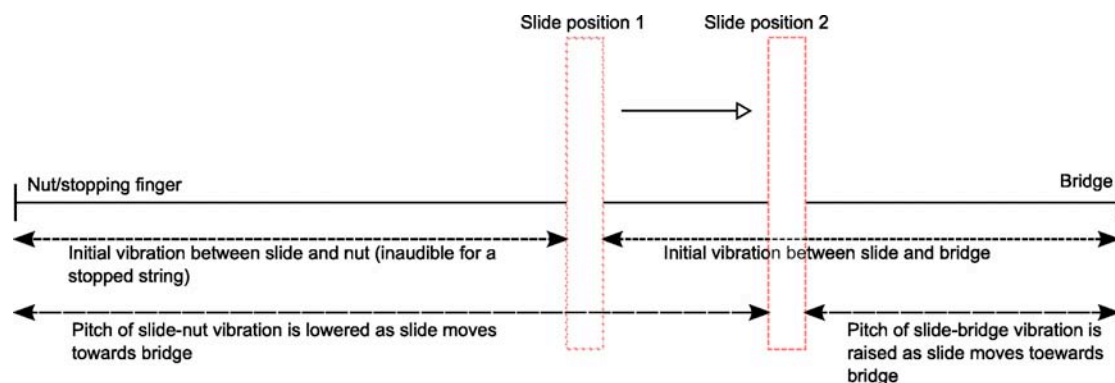 Slide position 1
Slide position 2
Nut/stopping finger
Bridge
Initial vibration between slide and nut (inaudible for a
stopped string)
Initial vibration between slide and bridge
Pitch of slide-nut vibration is lowered as slide moves
towards bridge
Pitch of slide-bridge vibration is
raised as slide moves toewards
bridge